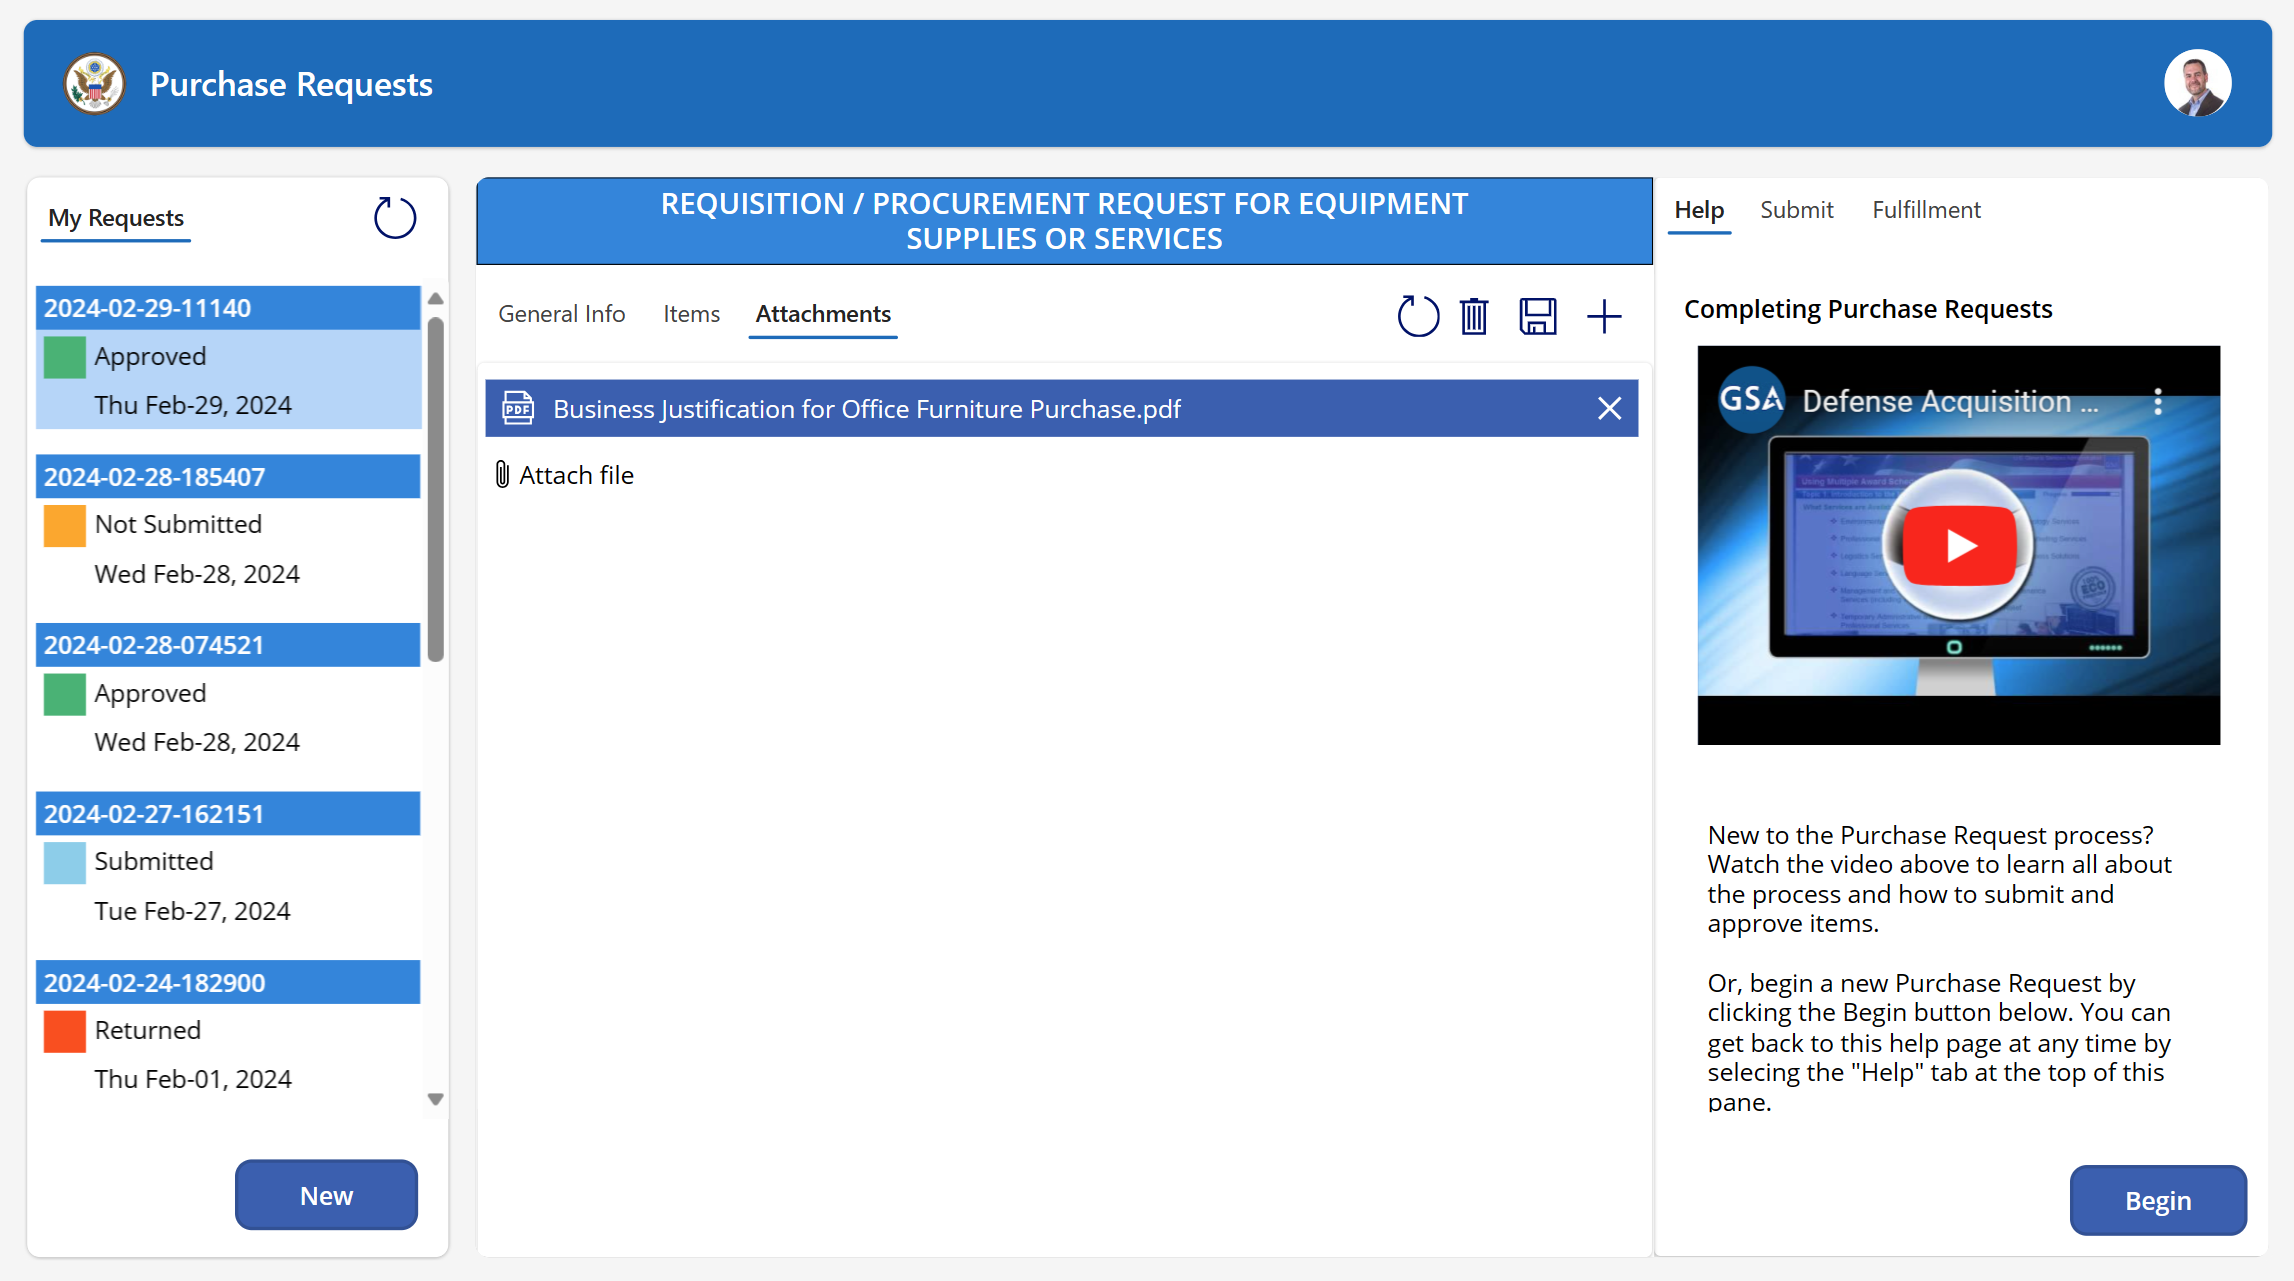 Purchase Requests
My Requests
2024-02-29-11140
Approved
Thu Feb-29, 2024
2024-02-28-185407
Not Submitted
Wed Feb-28, 2024
2024-02-28-074521
Approved
Wed Feb-28, 2024
2024-02-27-162151
Submitted
Tue Feb-27, 2024
2024-02-24-182900
Returned
Thu Feb-01, 2024
New
REQUISITION / PROCUREMENT REQUEST FOR EQUIPMENT
SUPPLIES OR SERVICES
General Info Items Attachments
PDF Business Justification for Office Furniture Purchase.pdf
Attach file
Help Submit Fulfillment
Completing Purchase Requests
GSA Defense Acquisition ...
New to the Purchase Request process?
Watch the video above to learn all about
the process and how to submit and
approve items.
Or, begin a new Purchase Request by
clicking the Begin button below. You can
get back to this help page at any time by
selecing the "Help" tab at the top of this
pane.
Begin